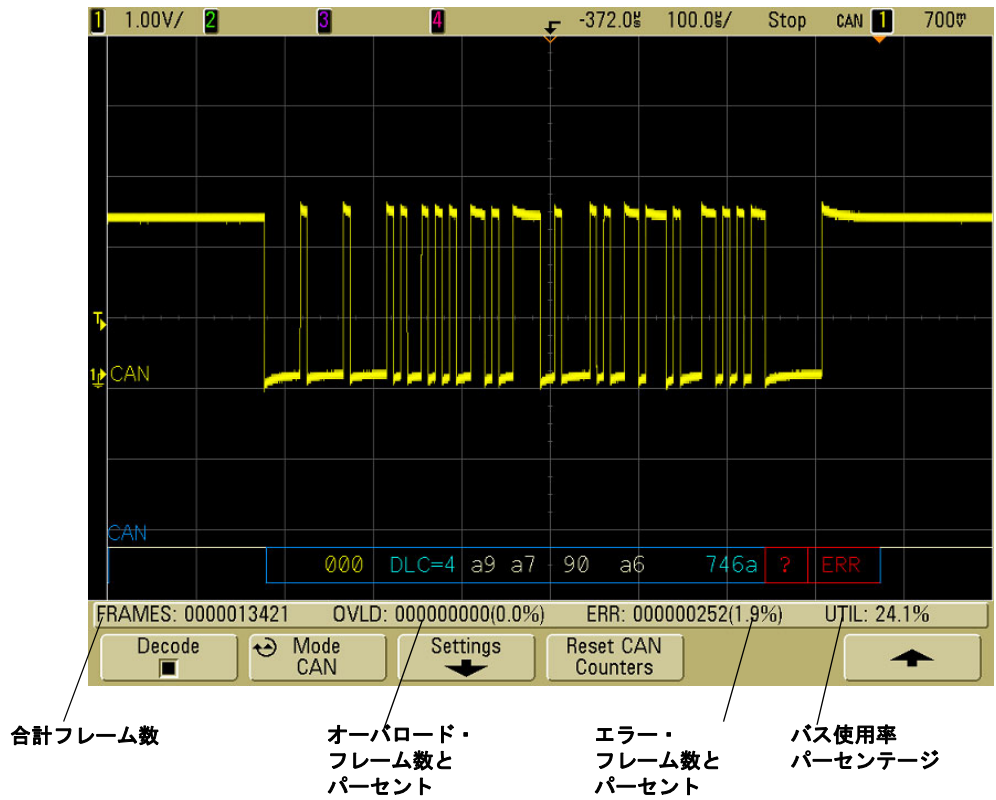 1 1.00V/ 2 3 4 -372.0µs 100.0µs/ Stop CAN 1 700mV
T
1 CAN
CAN
000 DLC=4 a9 a7 90 a6 746a ? ERR
FRAMES: 0000013421 OVLD: 000000000(0.0%) ERR: 000000252(1.9%) UTIL: 24.1%
Decode
Mode
CAN
Settings
Reset CAN
Counters
合計フレーム数
オーバロード・
フレーム数と
パーセント
エラー・
フレーム数と
パーセント
バス使用率
パーセンテージ